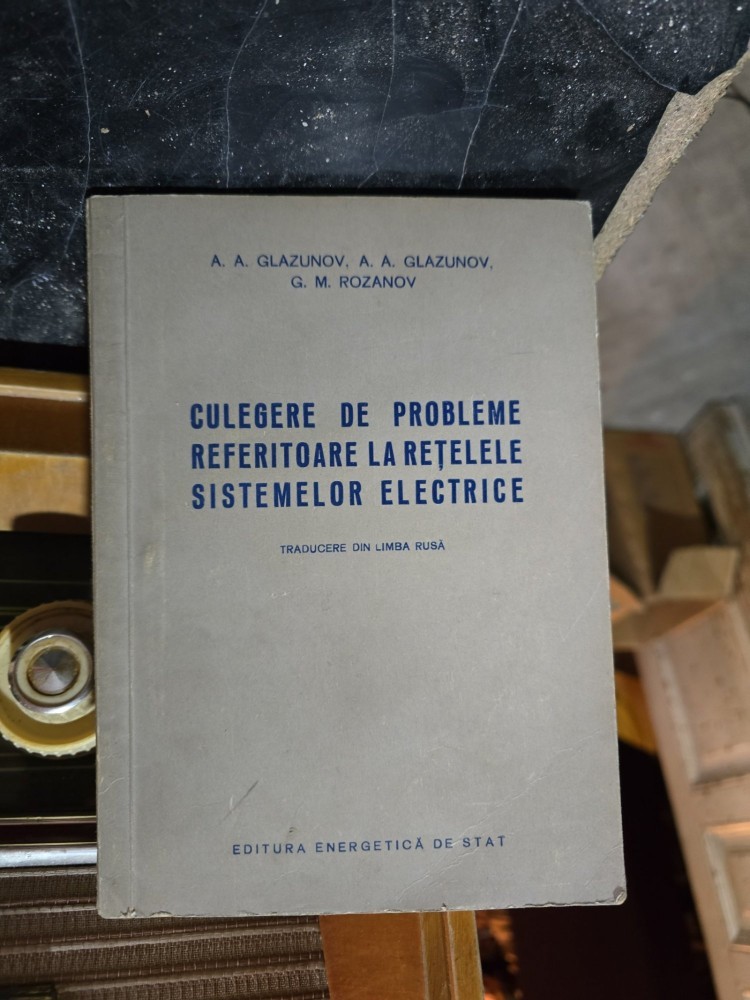 A. A. GLAZUNOV, A. A. GLAZUNOV,
G. M. ROZANOV
CULEGERE DE PROBLEME
REFERITOARE LA REȚELELE
SISTEMELOR ELECTRICE
TRADUCERE DIN LIMBA RUSĂ
EDITURA ENERGETICĂ DE STAT